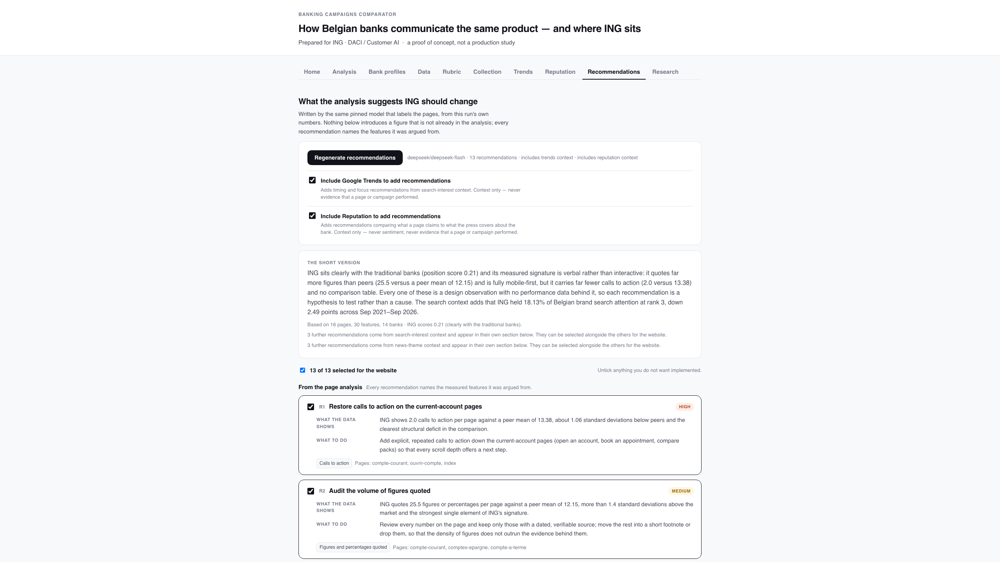 BANKING CAMPAIGNS COMPARATOR
How Belgian banks communicate the same product — and where ING sits
Prepared for ING · DACI / Customer AI · a proof of concept, not a production study
Home Analysis Bank profiles Data Rubric Collection Trends Reputation Recommendations Research
What the analysis suggests ING should change
Written by the same pinned model that labels the pages, from this run's own
numbers. Nothing below introduces a figure that is not already in the analysis; every
recommendation names the features it was argued from.
Regenerate recommendations deepseek/deepseek-flash · 13 recommendations · includes trends context · includes reputation context
Include Google Trends to add recommendations
Adds timing and focus recommendations from search-interest context. Context only — never
evidence that a page or campaign performed.
Include Reputation to add recommendations
Adds recommendations comparing what a page claims to what the press covers about the
bank. Context only — never sentiment, never evidence that a page or campaign performed.
THE SHORT VERSION
ING sits clearly with the traditional banks (position score 0.21) and its measured signature is verbal rather than interactive: it quotes far
more figures than peers (25.5 versus a peer mean of 12.15) and is fully mobile-first, but it carries far fewer calls to action (2.0 versus 13.38)
and no comparison table. Every one of these is a design observation with no performance data behind it, so each recommendation is a
hypothesis to test rather than a cause. The search context adds that ING held 18.13% of Belgian brand search attention at rank 3, down
2.49 points across Sep 2021–Sep 2026.
Based on 16 pages, 30 features, 14 banks · ING scores 0.21 (clearly with the traditional banks).
3 further recommendations come from search-interest context and appear in their own section below. They can be selected alongside the others for the website.
3 further recommendations come from news-theme context and appear in their own section below. They can be selected alongside the others for the website.
13 of 13 selected for the website Untick anything you do not want implemented.
From the page analysis Every recommendation names the measured features it was argued from.
R1 Restore calls to action on the current-account pages HIGH
WHAT THE DATA SHOWS
ING shows 2.0 calls to action per page against a peer mean of 13.38, about 1.06 standard deviations below peers and the
clearest structural deficit in the comparison.
WHAT TO DO
Add explicit, repeated calls to action down the current-account pages (open an account, book an appointment, compare
packs) so that every scroll depth offers a next step.
Calls to action Pages: compte-courant, ouvrir-compte, index
R2 Audit the volume of figures quoted MEDIUM
WHAT THE DATA SHOWS
ING quotes 25.5 figures or percentages per page against a peer mean of 12.15, more than 1.4 standard deviations above the
market and the strongest single element of ING's signature.
WHAT TO DO
Review every number on the page and keep only those with a dated, verifiable source; move the rest into a short footnote or
drop them, so that the density of figures does not outrun the evidence behind them.
Figures and percentages quoted Pages: compte-courant, comptes-epargne, compte-a-terme